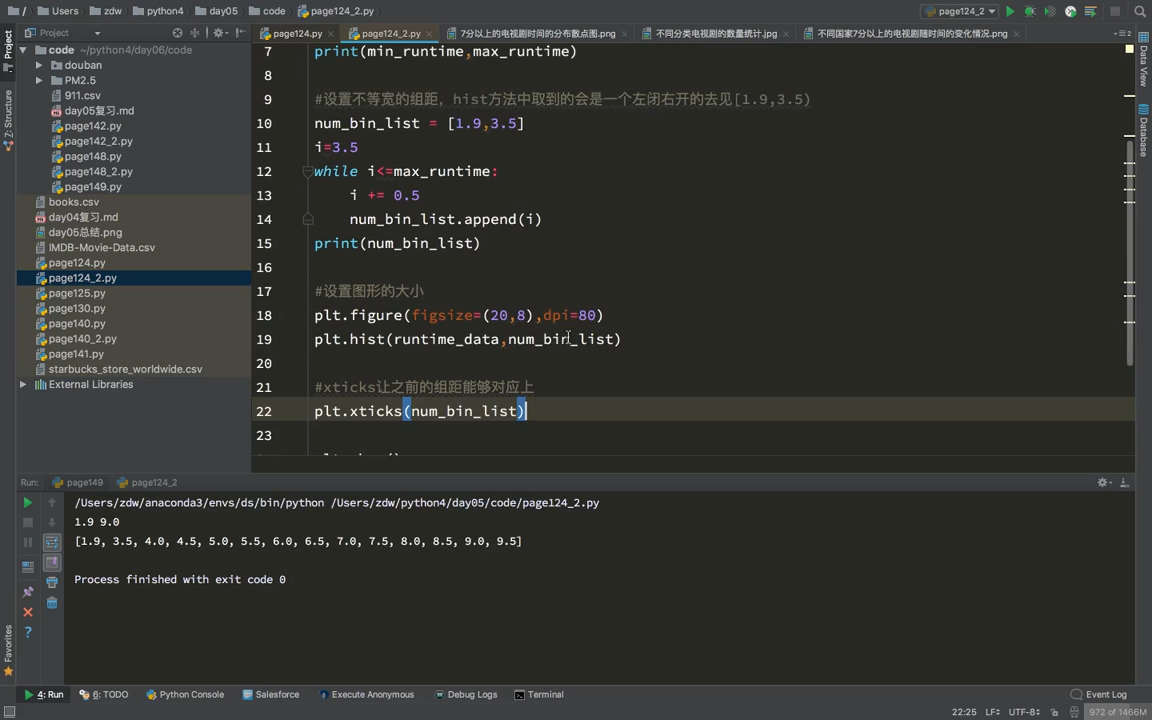 / Users zdw python4 day05 code page124_2.py
page124_2
Project
page124.py page124_2.py 7分以上的电视剧时间的分布散点图.png 不同分类电视剧的数量统计.jpg 不同国家7分以上的电视剧随时间的变化情况.png
1: Project
Z: Structure
Favorites
Data View
Database
code ~/python4/day06/code
douban
PM2.5
911.csv
day05复习.md
page142.py
page142_2.py
page148.py
page148_2.py
page149.py
books.csv
day04复习.md
day05总结.png
IMDB-Movie-Data.csv
page124.py
page124_2.py
page125.py
page130.py
page140.py
page140_2.py
page141.py
starbucks_store_worldwide.csv
External Libraries
7 print(min_runtime,max_runtime)
8
9 #设置不等宽的组距, hist方法中取到的会是一个左闭右开的去见[1.9,3.5)
10 num_bin_list = [1.9,3.5]
11 i=3.5
12 while i<=max_runtime:
13 i += 0.5
14 num_bin_list.append(i)
15 print(num_bin_list)
16
17 #设置图形的大小
18 plt.figure(figsize=(20,8),dpi=80)
19 plt.hist(runtime_data,num_bin_list)
20
21 #xticks让之前的组距能够对应上
22 plt.xticks(num_bin_list)
23
Run: page149 page124_2
/Users/zdw/anaconda3/envs/ds/bin/python /Users/zdw/python4/day05/code/page124_2.py
1.9 9.0
[1.9, 3.5, 4.0, 4.5, 5.0, 5.5, 6.0, 6.5, 7.0, 7.5, 8.0, 8.5, 9.0, 9.5]
Process finished with exit code 0
4: Run 6: TODO Python Console Salesforce Execute Anonymous Debug Logs Terminal Event Log
22:25 LF÷ UTF-8÷ 972 of 1466M